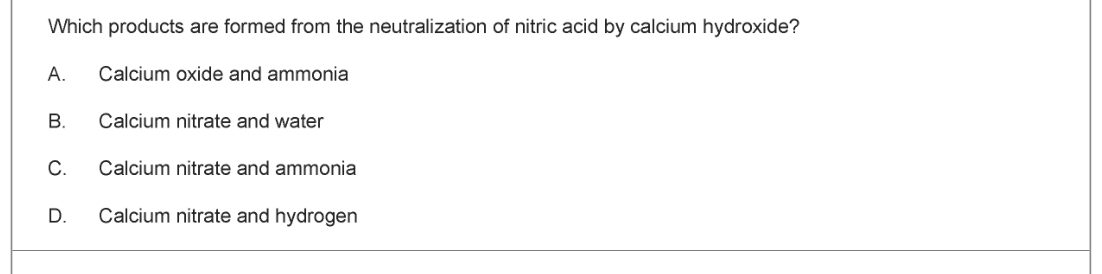 Which products are formed from the neutralization of nitric acid by calcium hydroxide?
A. Calcium oxide and ammonia
B. Calcium nitrate and water
C. Calcium nitrate and ammonia
D. Calcium nitrate and hydrogen